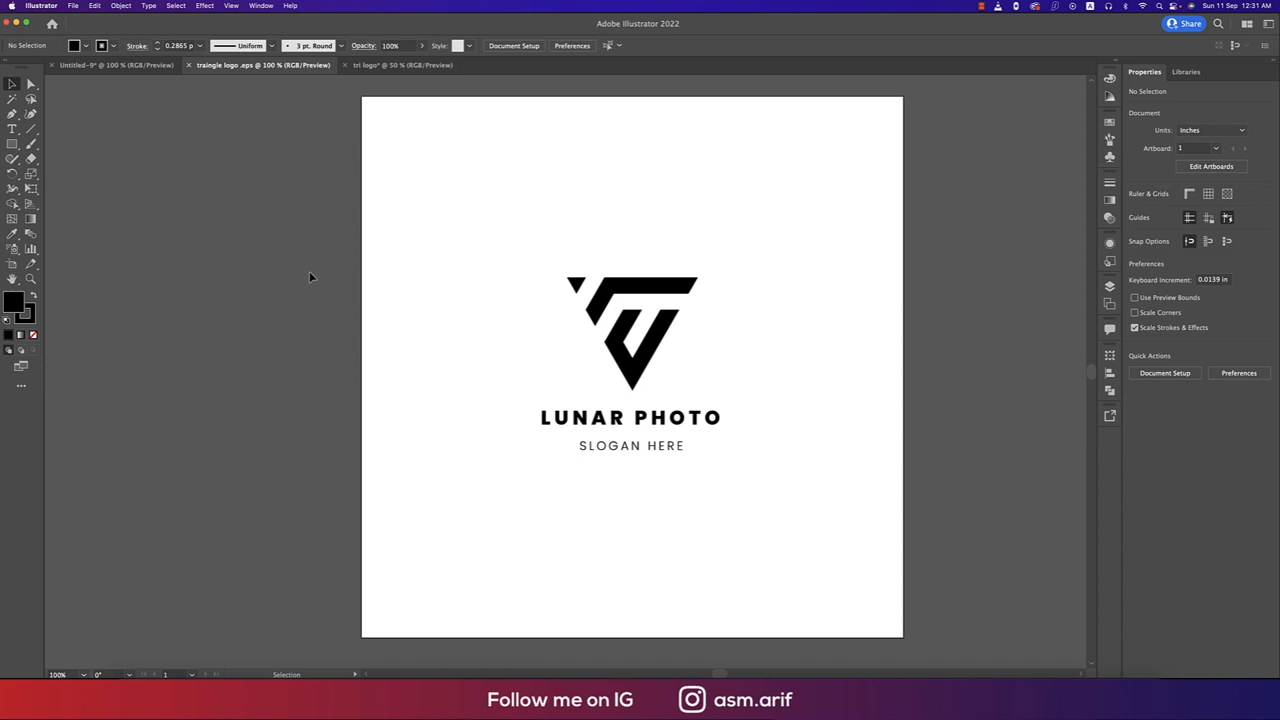 Illustrator File Edit Object Type Select Effect View Window Help
A
Sun 11 Sep 12:31 AM
Adobe Illustrator 2022
Share
No Selection
Stroke: 0.2865 p
Uniform
3 pt. Round
Opacity: 100%
Style:
Document Setup
Preferences
Untitled-9* @ 100 % (RGB/Preview)
traingle logo .eps @ 100 % (RGB/Preview)
tri logo* @ 50 % (RGB/Preview)
Properties Libraries
No Selection
Document
Units: Inches
Artboard: 1
Edit Artboards
Ruler & Grids
Guides
Snap Options
Preferences
Keyboard Increment: 0.0139 in
Use Preview Bounds
Scale Corners
Scale Strokes & Effects
Quick Actions
Document Setup
Preferences
LUNAR PHOTO
SLOGAN HERE
100% 0° 1 Selection
Follow me on IG asm.arif